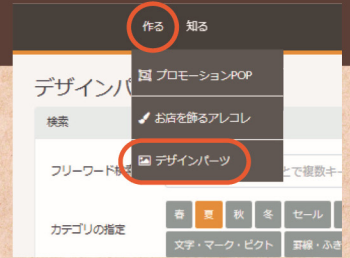 作る 知る
プロモーションPOP
デザインパ
お店を飾るアレコレ
検索
デザインパーツ
フリーワード検
とで複数キー
カテゴリの指定
春 夏 秋 冬 セール
文字・マーク・ピクト 罫線・ふき